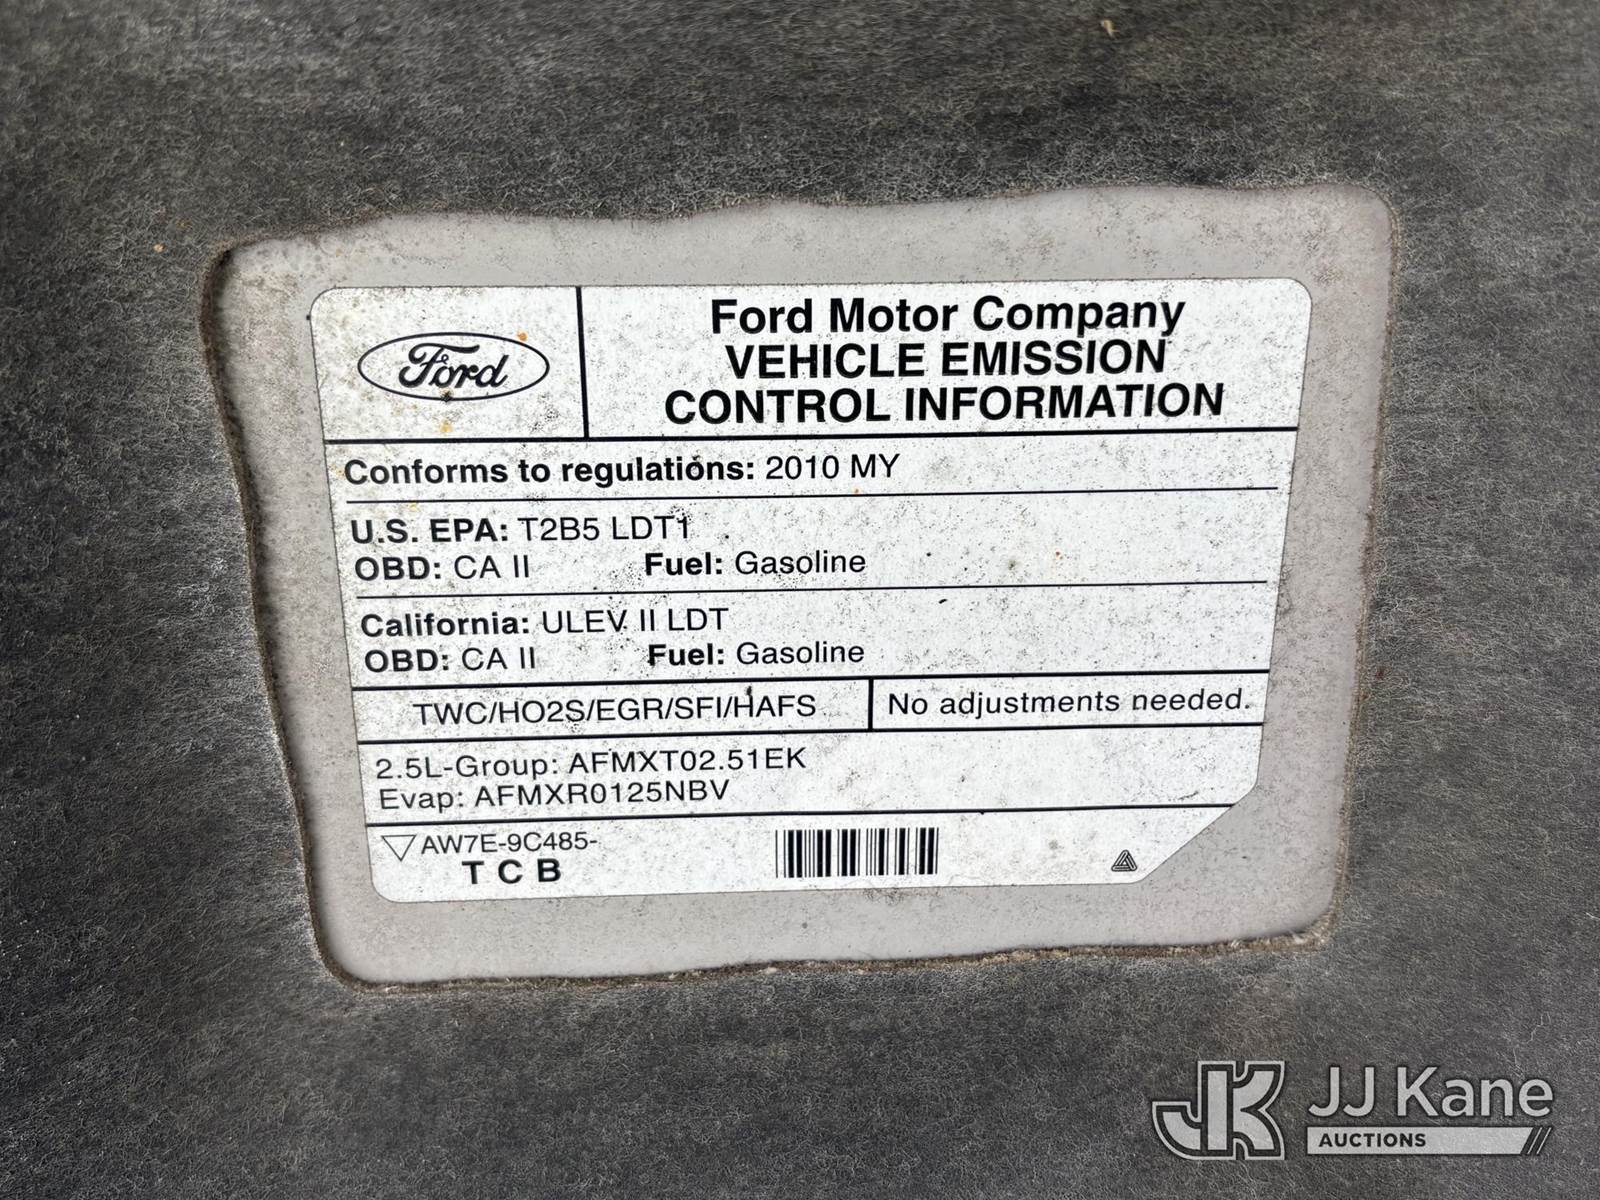 Ford
Ford Motor Company
VEHICLE EMISSION
CONTROL INFORMATION
Conforms to regulations: 2010 MY
U.S. EPA: T2B5 LDT1
OBD: CA II Fuel: Gasoline
California: ULEV II LDT
OBD: CA II Fuel: Gasoline
TWC/HO2S/EGR/SFI/HAFS No adjustments needed.
2.5L-Group: AFMXT02.51EK
Evap: AFMXR0125NBV
AW7E-9C485-
T C B
JK JJ Kane
AUCTIONS